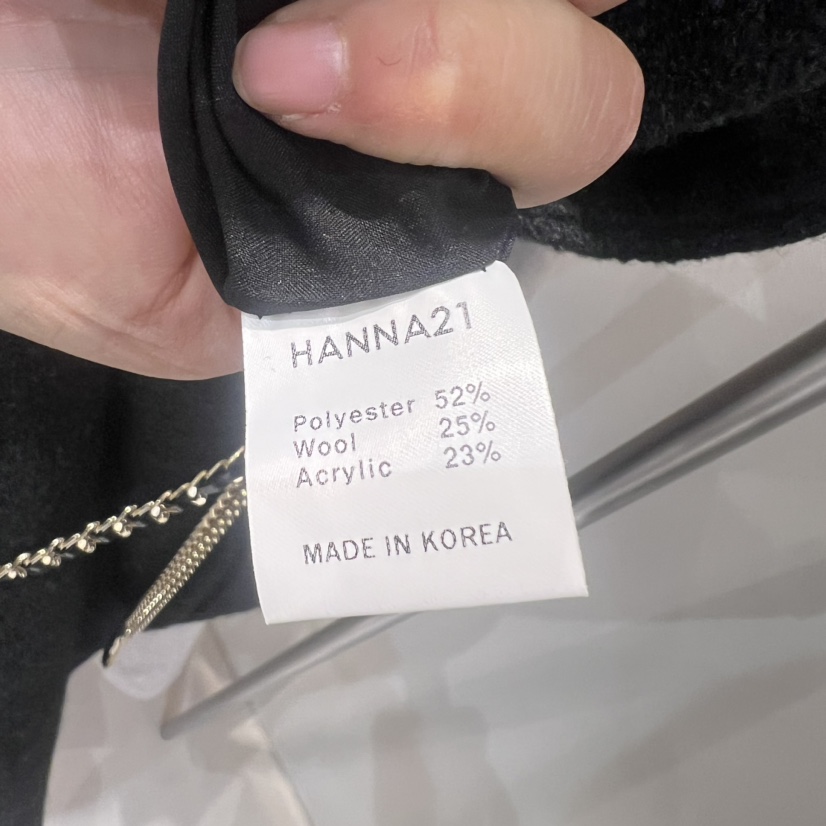 HANNA21
Polyester 52%
Wool 25%
Acrylic 23%
MADE IN KOREA